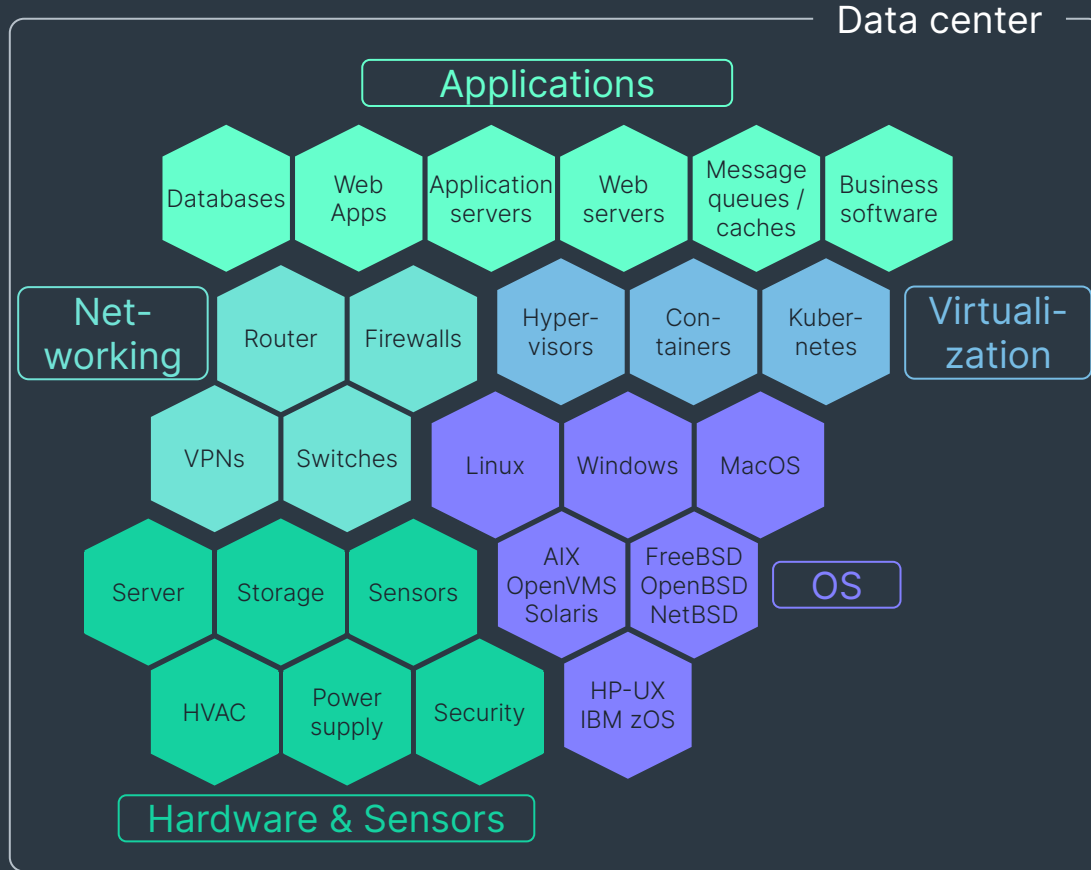 Data center
Applications
Databases
Web
Apps
Application
servers
Web
servers
Message
queues /
caches
Business
software
Net-
working
Router
Firewalls
Hyper-
visors
Con-
tainers
Kuber-
netes
Virtuali-
zation
VPNs
Switches
Linux
Windows
MacOS
Server
Storage
Sensors
AIX
OpenVMS
Solaris
FreeBSD
OpenBSD
NetBSD
OS
HVAC
Power
supply
Security
HP-UX
IBM zOS
Hardware & Sensors